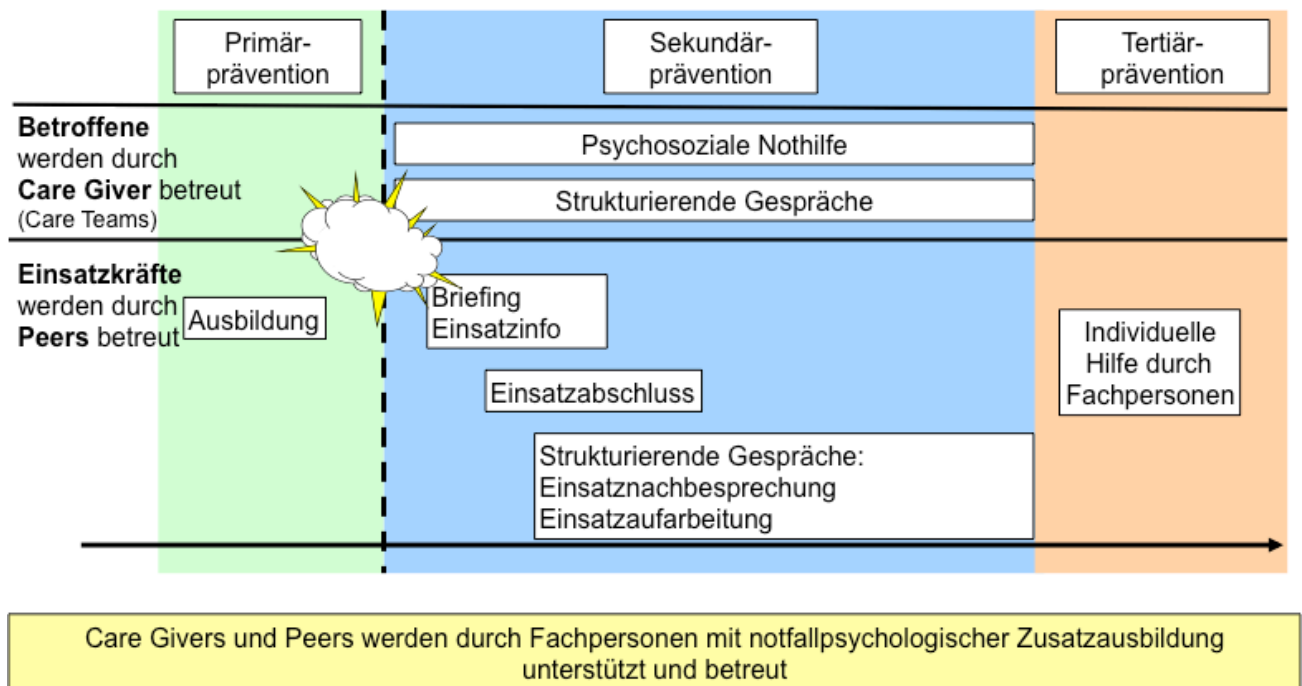 Primär-
prävention
Sekundär-
prävention
Tertiär-
prävention
Betroffene
werden durch
Care Giver betreut
(Care Teams)
Psychosoziale Nothilfe
Strukturierende Gespräche
Einsatzkräfte
werden durch
Peers betreut
Ausbildung
Briefing
Einsatzinfo
Einsatzabschluss
Strukturierende Gespräche:
Einsatznachbesprechung
Einsatzaufarbeitung
Individuelle
Hilfe durch
Fachpersonen
Care Givers und Peers werden durch Fachpersonen mit notfallpsychologischer Zusatzausbildung
unterstützt und betreut